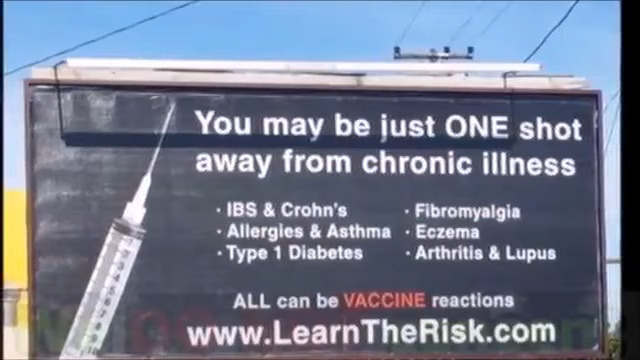 You may be just ONE shot
away from chronic illness
· IBS & Crohn's
· Allergies & Asthma
· Type 1 Diabetes
· Fibromyalgia
· Eczema
· Arthritis & Lupus
ALL can be VACCINE reactions
www.LearnTheRisk.com